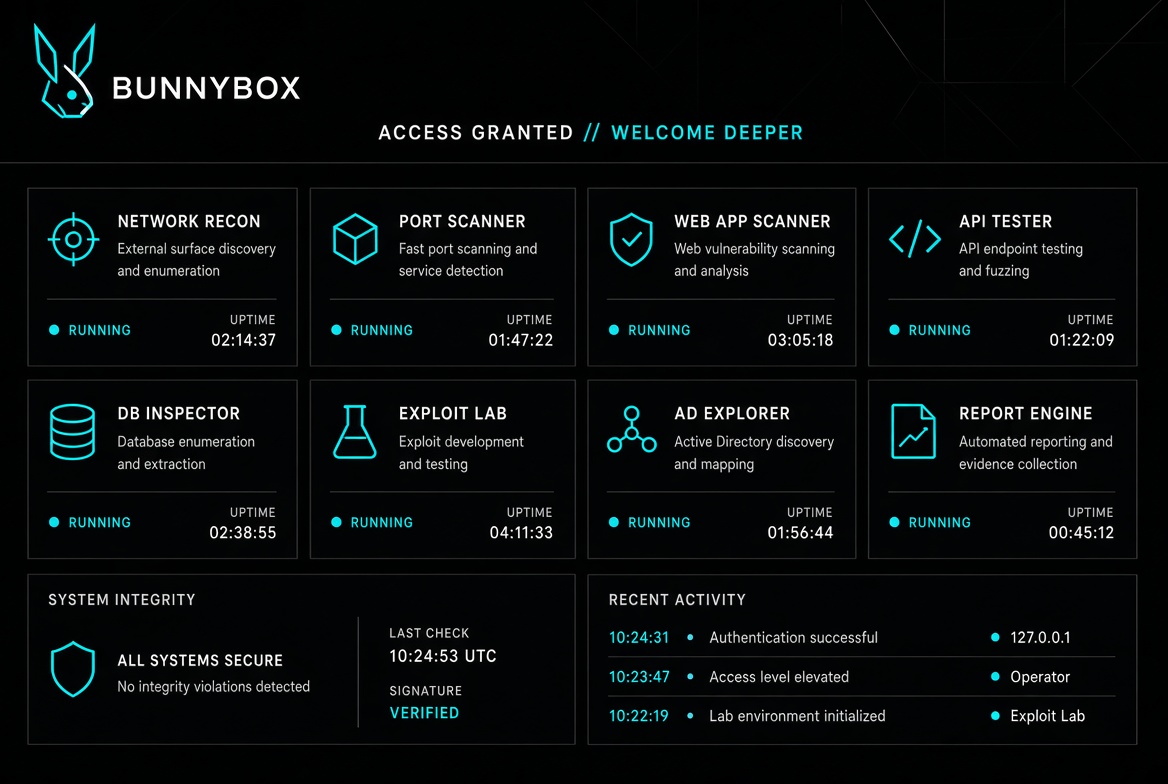 BUNNYBOX
ACCESS GRANTED // WELCOME DEEPER
NETWORK RECON
External surface discovery
and enumeration
RUNNING
UPTIME
02:14:37
PORT SCANNER
Fast port scanning and
service detection
RUNNING
UPTIME
01:47:22
WEB APP SCANNER
Web vulnerability scanning
and analysis
RUNNING
UPTIME
03:05:18
API TESTER
API endpoint testing
and fuzzing
RUNNING
UPTIME
01:22:09
DB INSPECTOR
Database enumeration
and extraction
RUNNING
UPTIME
02:38:55
EXPLOIT LAB
Exploit development
and testing
RUNNING
UPTIME
04:11:33
AD EXPLORER
Active Directory discovery
and mapping
RUNNING
UPTIME
01:56:44
REPORT ENGINE
Automated reporting and
evidence collection
RUNNING
UPTIME
00:45:12
SYSTEM INTEGRITY
ALL SYSTEMS SECURE
No integrity violations detected
LAST CHECK
10:24:53 UTC
SIGNATURE
VERIFIED
RECENT ACTIVITY
10:24:31 • Authentication successful • 127.0.0.1
10:23:47 • Access level elevated • Operator
10:22:19 • Lab environment initialized • Exploit Lab